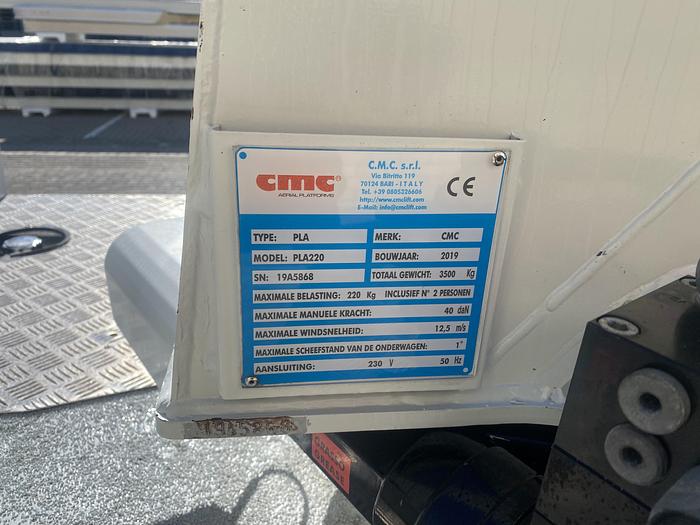 cmc®
AERIAL PLATFORMS
C.M.C. s.r.l.
Via Bitritto 119
70124 BARI - ITALY
Tel. +39 0805326606
http://www.cmclift.com
E-Mail: info@cmclift.com
CE
TYPE: PLA MERK: CMC
MODEL: PLA220 BOUWJAAR: 2019
SN: 19A5868 TOTAAL GEWICHT: 3500 Kg
MAXIMALE BELASTING: 220 Kg INCLUSIEF N° 2 PERSONEN
MAXIMALE MANUELE KRACHT: 40 daN
MAXIMALE WINDSNELHEID: 12,5 m/s
MAXIMALE SCHEEFSTAND VAN DE ONDERWAGEN: 1°
AANSLUITING: 230 V 50 Hz
GRASSO
GREASE